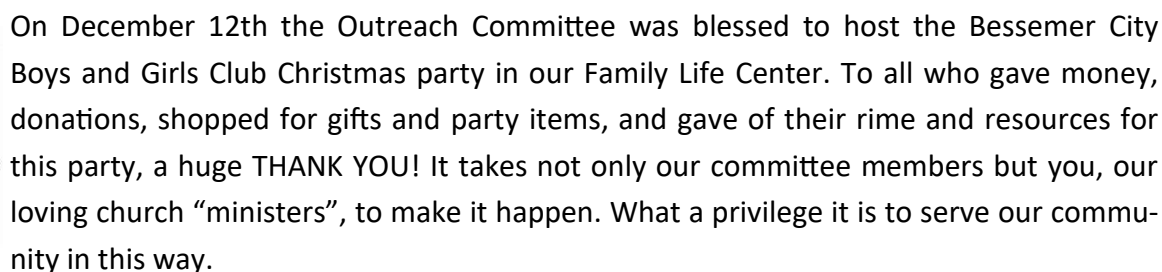 On December 12th the Outreach Committee was blessed to host the Bessemer City
Boys and Girls Club Christmas party in our Family Life Center. To all who gave money,
donations, shopped for gifts and party items, and gave of their rime and resources for
this party, a huge THANK YOU! It takes not only our committee members but you, our
loving church “ministers”, to make it happen. What a privilege it is to serve our commu-
nity in this way.